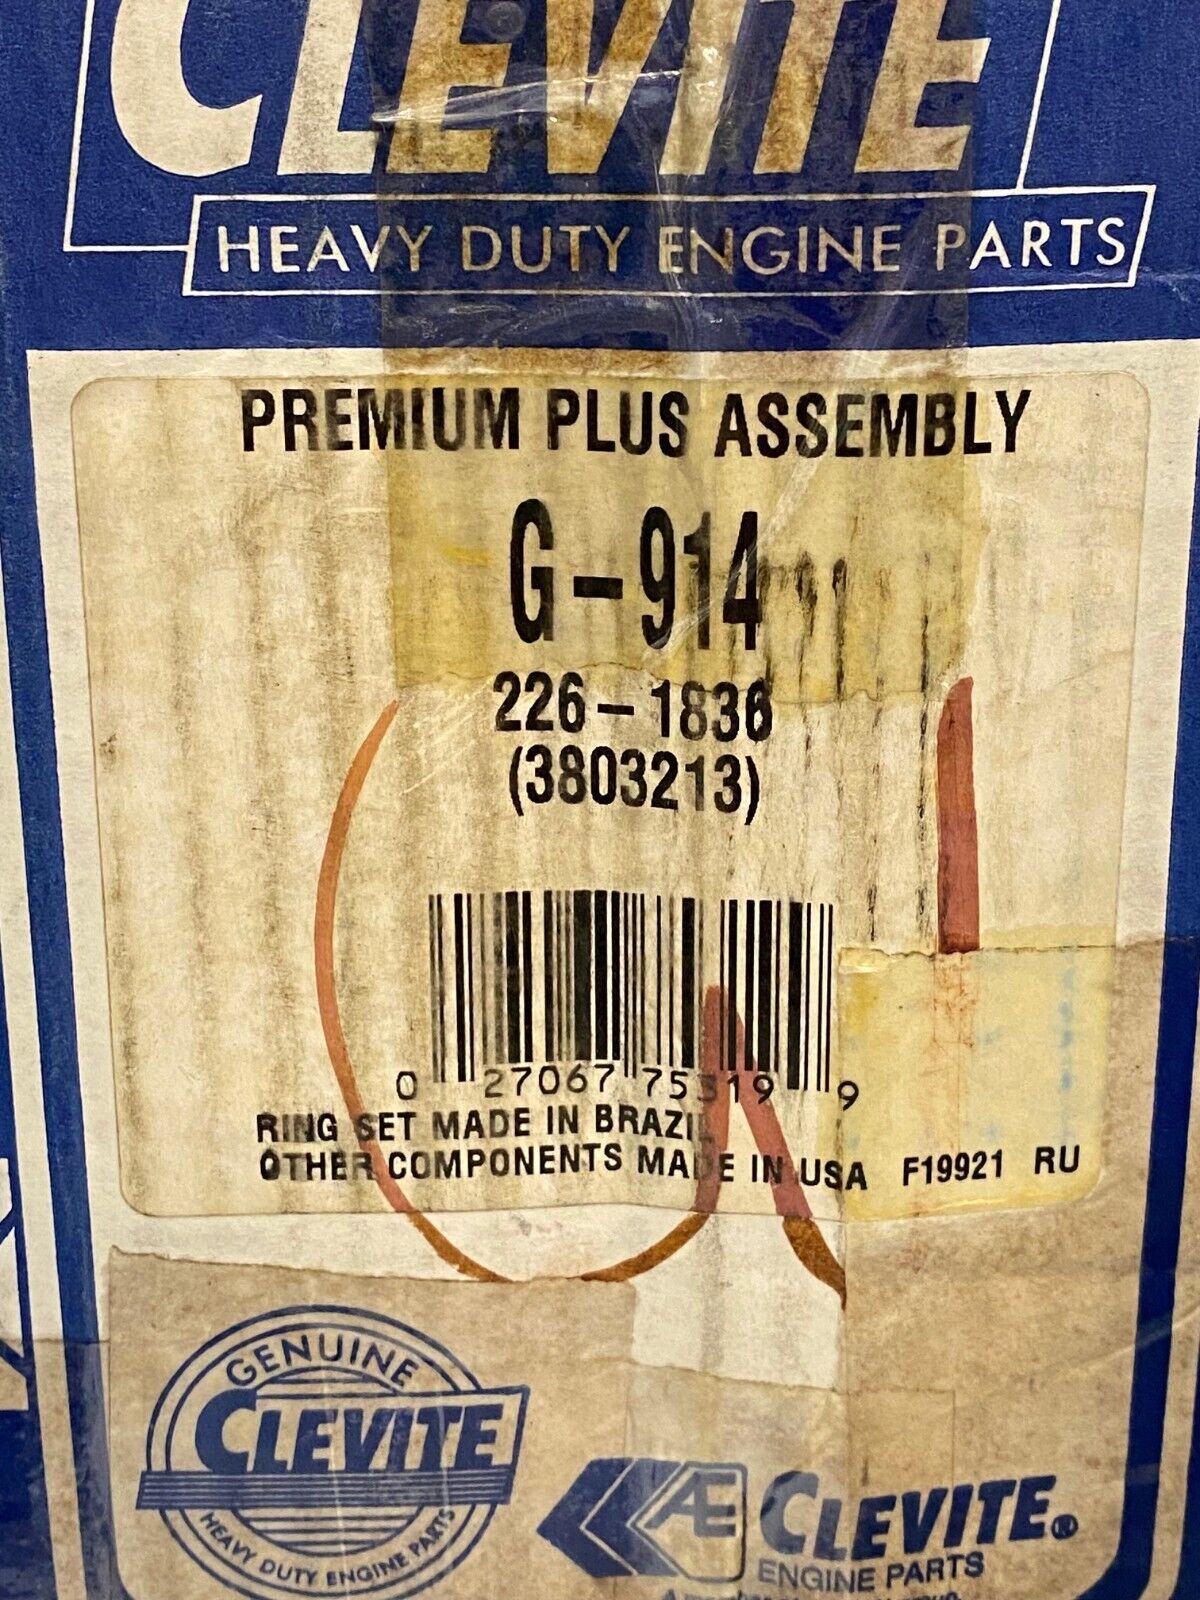 CLEVITE
HEAVY DUTY ENGINE PARTS
PREMIUM PLUS ASSEMBLY
G-914
226-1836
(3803213)
0 27067 75319 9
RING SET MADE IN BRAZIL
OTHER COMPONENTS MADE IN USA F19921 RU
GENUINE
CLEVITE
HEAVY DUTY ENGINE PARTS
AE CLEVITE®
ENGINE PARTS